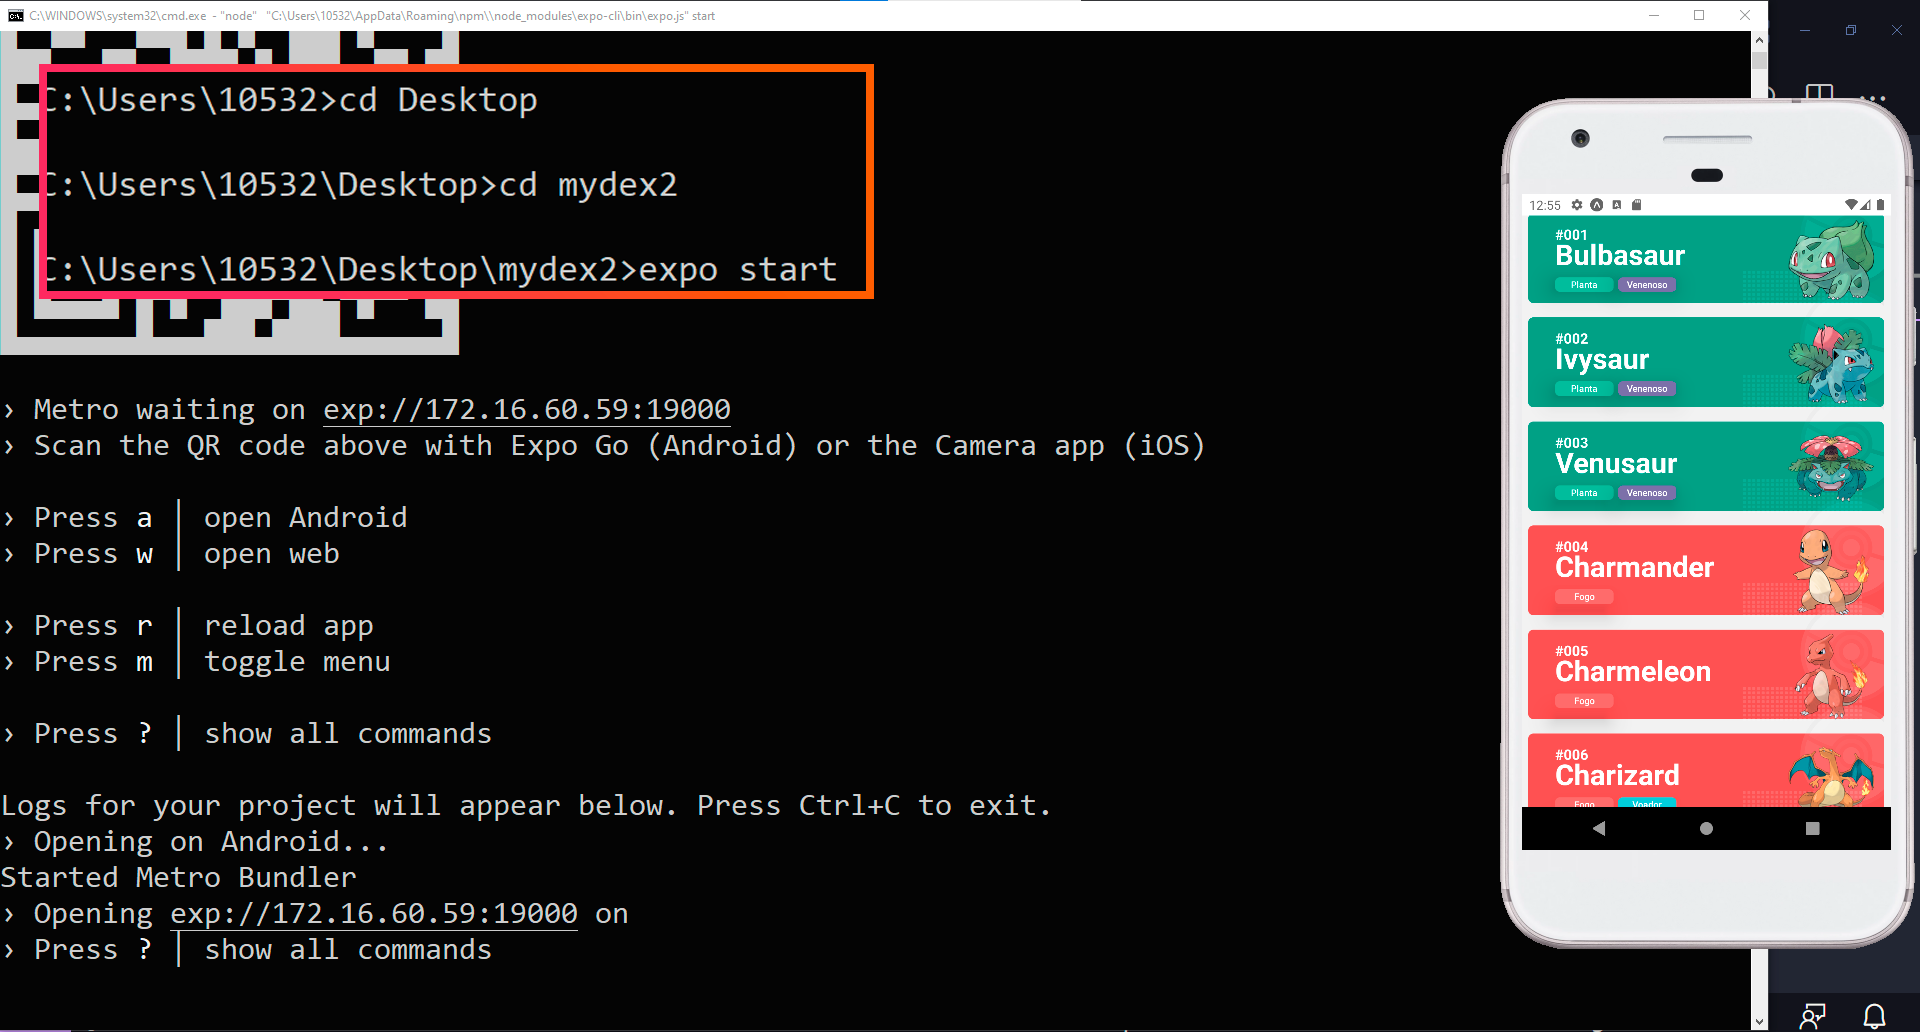 C:\WINDOWS\system32\cmd.exe - "node" "C:\Users\10532\AppData\Roaming\npm\\node_modules\expo-cli\bin\expo.js" start
C:\Users\10532>cd Desktop
C:\Users\10532\Desktop>cd mydex2
C:\Users\10532\Desktop\mydex2>expo start
› Metro waiting on exp://172.16.60.59:19000
› Scan the QR code above with Expo Go (Android) or the Camera app (iOS)
› Press a │ open Android
› Press w │ open web
› Press r │ reload app
› Press m │ toggle menu
› Press ? │ show all commands
Logs for your project will appear below. Press Ctrl+C to exit.
› Opening on Android...
Started Metro Bundler
› Opening exp://172.16.60.59:19000 on
› Press ? │ show all commands
12:55
#001
Bulbasaur
Planta Venenoso
#002
Ivysaur
Planta Venenoso
#003
Venusaur
Planta Venenoso
#004
Charmander
Fogo
#005
Charmeleon
Fogo
#006
Charizard
Fogo Voador